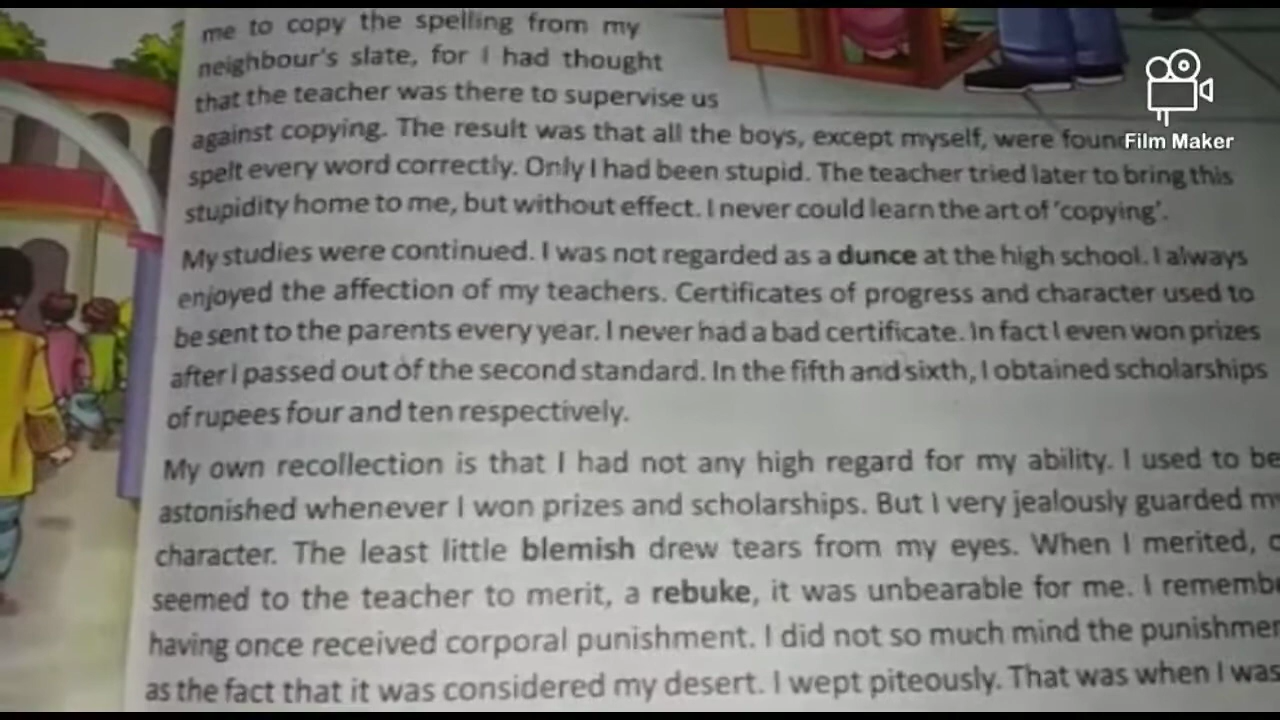 me to copy the spelling from my
neighbour's slate, for I had thought
that the teacher was there to supervise us
against copying. The result was that all the boys, except myself, were found
spelt every word correctly. Only I had been stupid. The teacher tried later to bring this
stupidity home to me, but without effect. I never could learn the art of 'copying'.
My studies were continued. I was not regarded as a dunce at the high school. I always
enjoyed the affection of my teachers. Certificates of progress and character used to
be sent to the parents every year. I never had a bad certificate. In fact I even won prizes
after I passed out of the second standard. In the fifth and sixth, I obtained scholarships
of rupees four and ten respectively.
My own recollection is that I had not any high regard for my ability. I used to be
astonished whenever I won prizes and scholarships. But I very jealously guarded my
character. The least little blemish drew tears from my eyes. When I merited,
seemed to the teacher to merit, a rebuke, it was unbearable for me. I rememb
having once received corporal punishment. I did not so much mind the punishmen
as the fact that it was considered my desert. I wept piteously. That was when I was
Film Maker